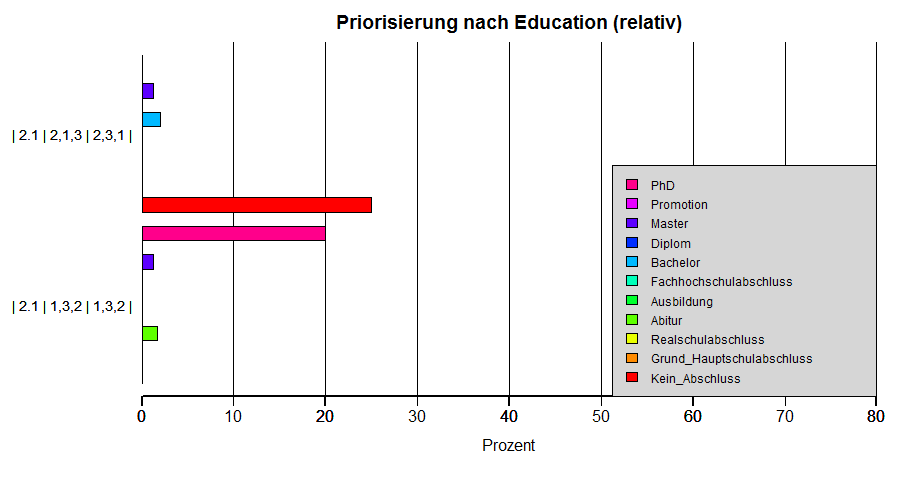 Priorisierung nach Education (relativ)
| 2.1 | 2,1,3 | 2,3,1 |
| 2.1 | 1,3,2 | 1,3,2 |
PhD
Promotion
Master
Diplom
Bachelor
Fachhochschulabschluss
Ausbildung
Abitur
Realschulabschluss
Grund_Hauptschulabschluss
Kein_Abschluss
0 10 20 30 40 50 60 70 80
Prozent